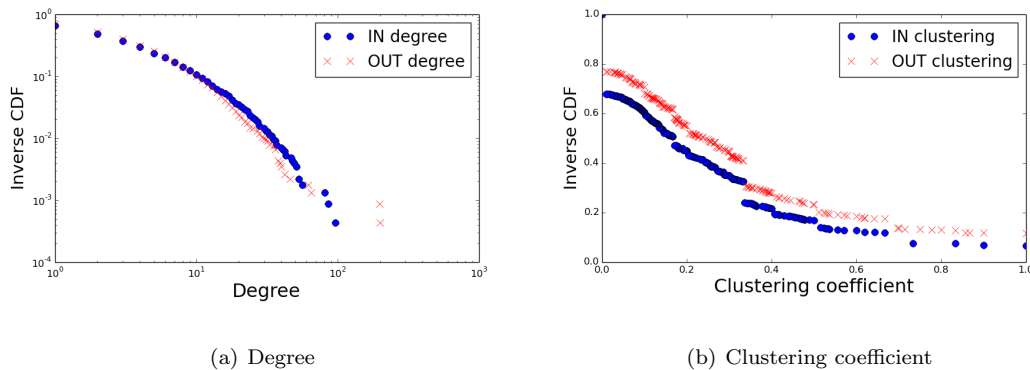 10^0
10^-1
10^-2
10^-3
10^-4
Inverse CDF
IN degree
OUT degree
10^0 10^1 10^2 10^3
Degree
(a) Degree
1.0
0.8
0.6
0.4
0.2
0.0
Inverse CDF
IN clustering
OUT clustering
0.0 0.2 0.4 0.6 0.8 1.0
Clustering coefficient
(b) Clustering coefficient